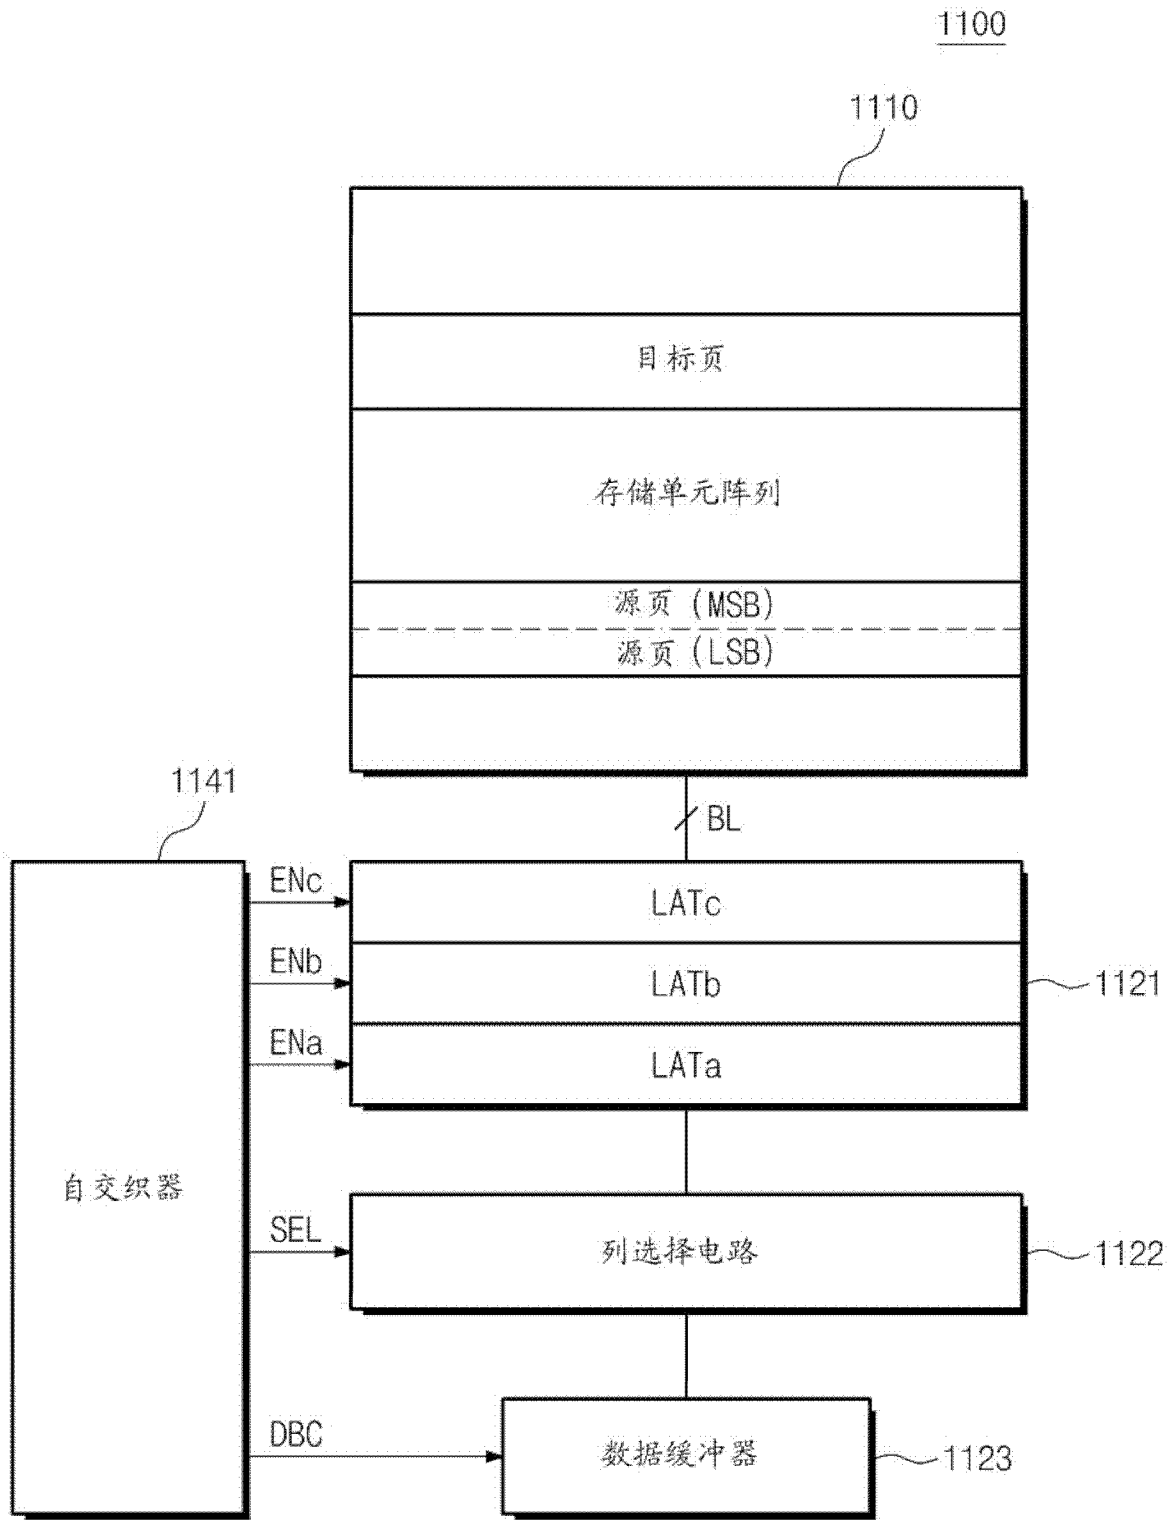 1100
1110
目标页
存储单元阵列
源页 (MSB)
源页 (LSB)
1141
BL
ENc
LATc
ENb
LATb
1121
ENa
LATa
自交织器
SEL
列选择电路
1122
DBC
数据缓冲器
1123